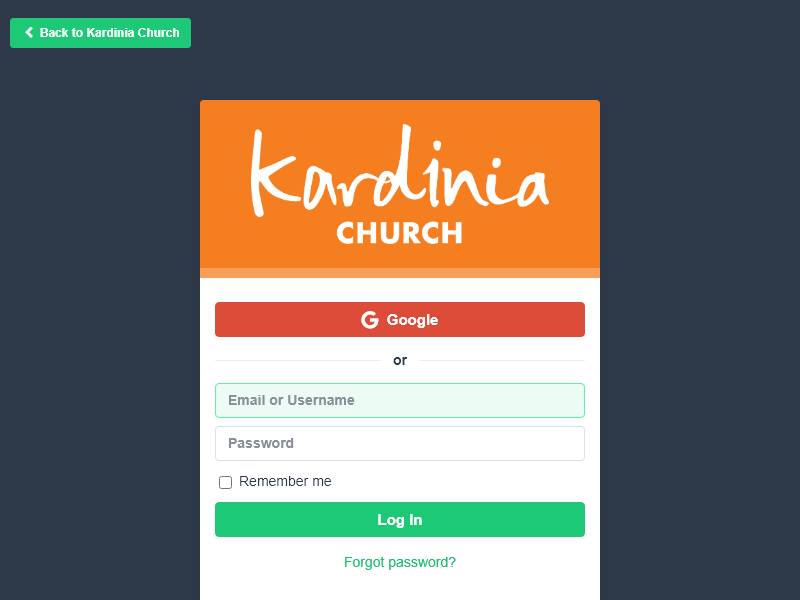 Back to Kardinia Church
Kardinia
CHURCH
Google
or
Email or Username
Password
Remember me
Log In
Forgot password?